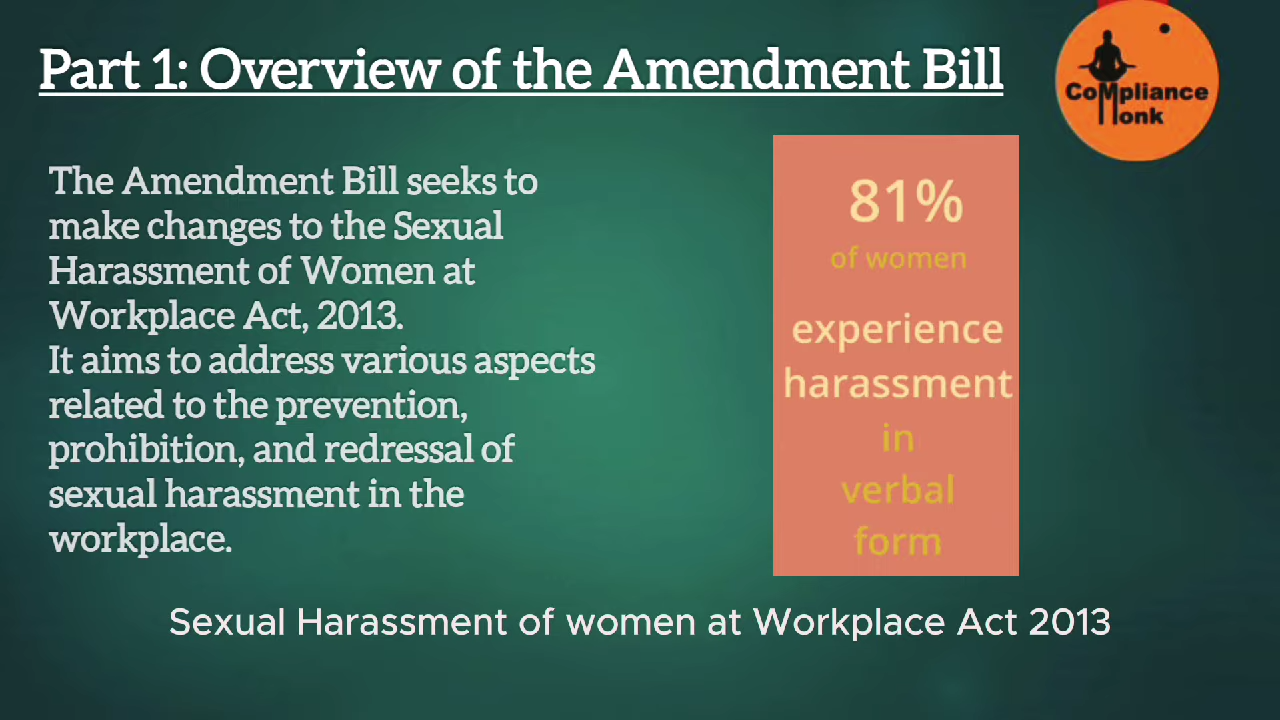 Part 1: Overview of the Amendment Bill
CoMpliance
Monk
The Amendment Bill seeks to
make changes to the Sexual
Harassment of Women at
Workplace Act, 2013.
It aims to address various aspects
related to the prevention,
prohibition, and redressal of
sexual harassment in the
workplace.
81%
of women
experience
harassment
in
verbal
form
Sexual Harassment of women at Workplace Act 2013